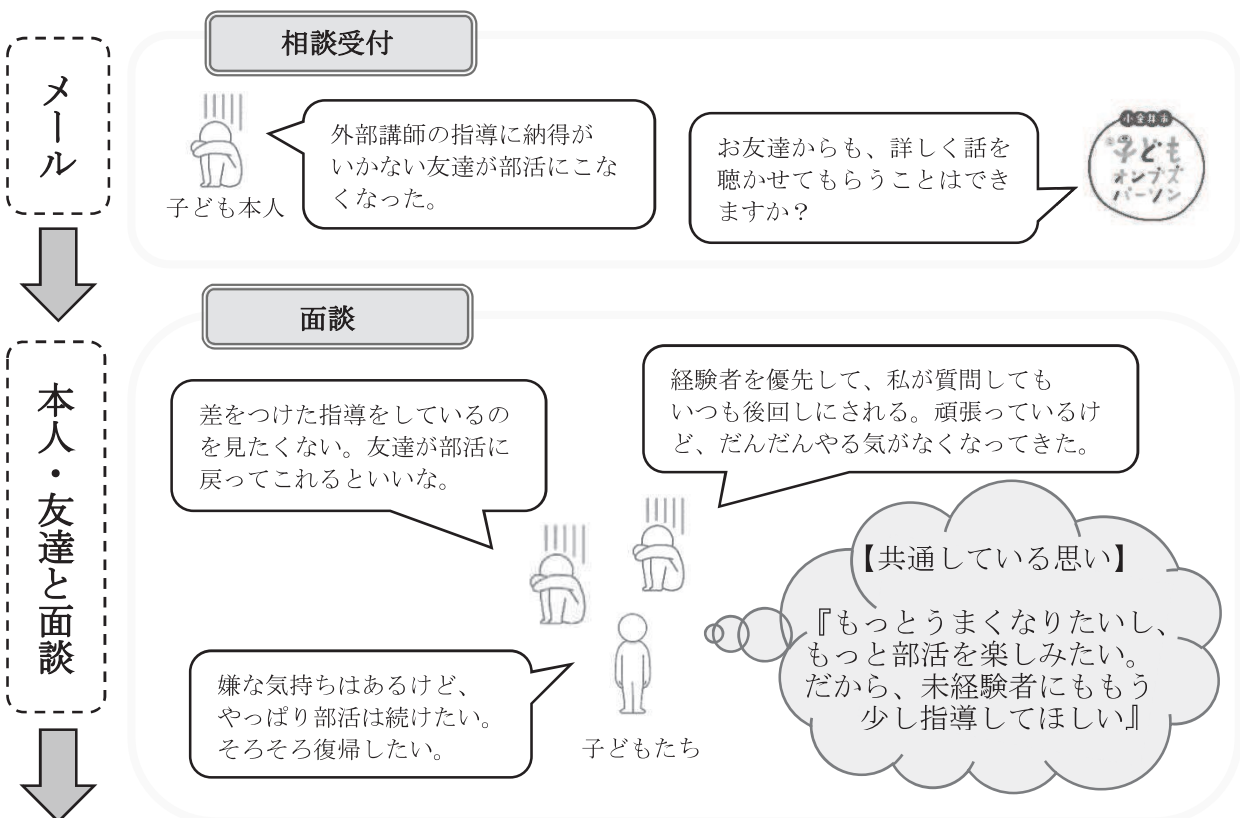 メール
相談受付
外部講師の指導に納得が
いかない友達が部活にこな
くなった。
子ども本人
お友達からも、詳しく話を
聴かせてもらうことはでき
ますか？
小金井市
子ども
オンブズ
パーソン
本人・友達と面談
面談
差をつけた指導をしているの
を見たくない。友達が部活に
戻ってこれるといいな。
経験者を優先して、私が質問しても
いつも後回しにされる。頑張っているけ
ど、だんだんやる気がなくなってきた。
嫌な気持ちはあるけど、
やっぱり部活は続けたい。
そろそろ復帰したい。
子どもたち
【共通している思い】
『もっとうまくなりたいし、
もっと部活を楽しみたい。
だから、未経験者にももう
少し指導してほしい』